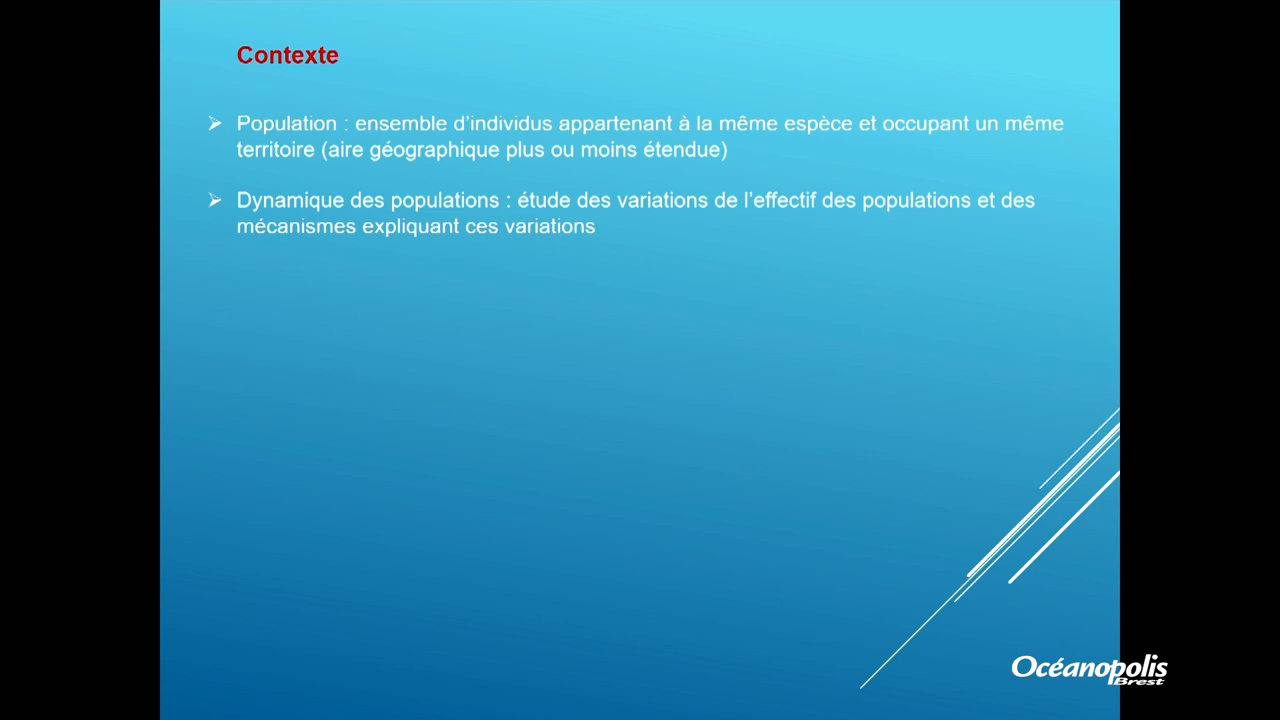 Contexte
➢ Population : ensemble d’individus appartenant à la même espèce et occupant un même
territoire (aire géographique plus ou moins étendue)
➢ Dynamique des populations : étude des variations de l’effectif des populations et des
mécanismes expliquant ces variations
Océanopolis
Brest